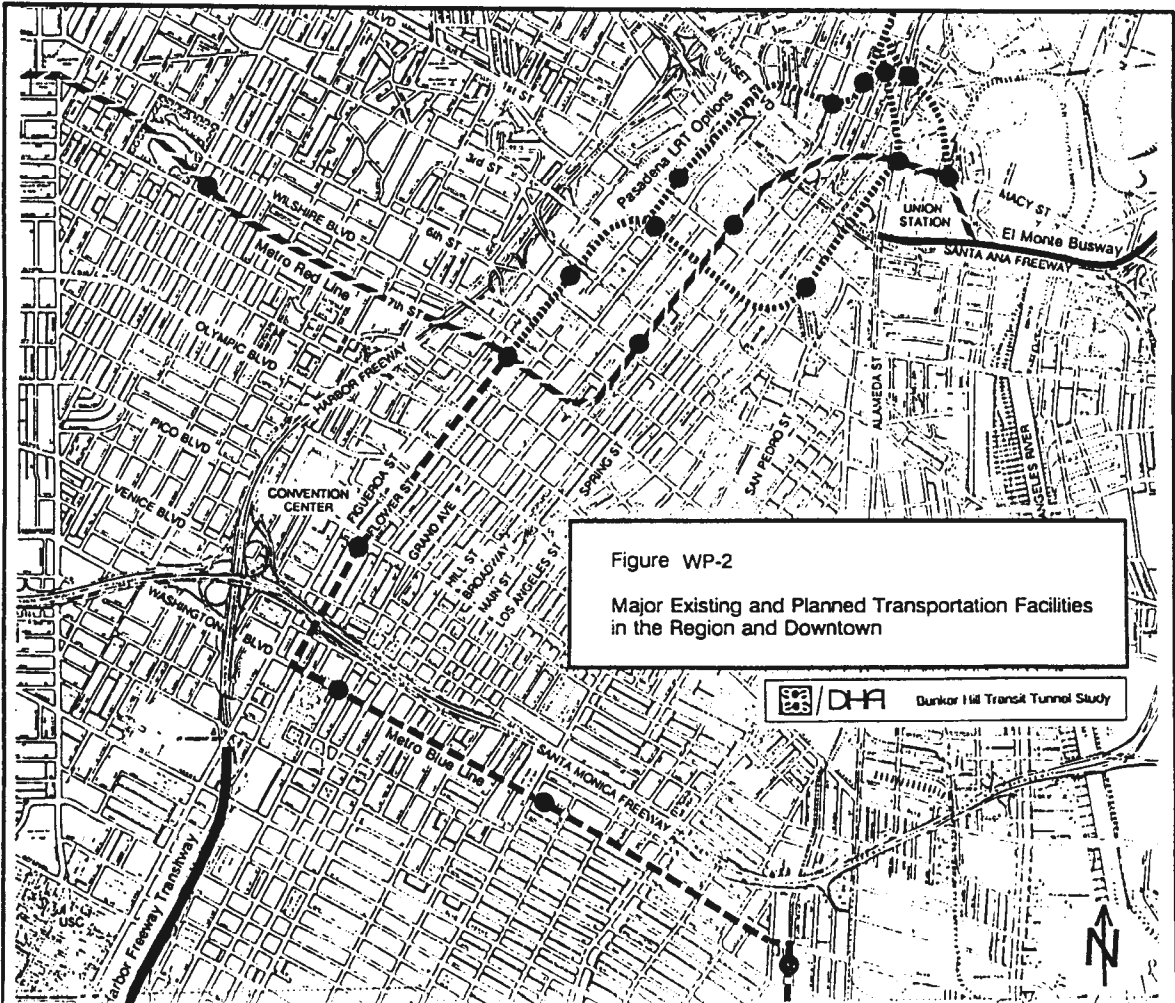 SUNSET
BLVD
1ST ST
Pasadena LRT Options
3rd ST
WILSHIRE BLVD
6th ST
UNION
STATION
MACY ST
El Monte Busway
SANTA ANA FREEWAY
Metro Red Line
7th ST
OLYMPIC BLVD
HARBOR FREEWAY
ALAMEDA ST
PICO BLVD
SPRING ST
SAN PEDRO ST
ANGELES RIVER
VENICE BLVD
CONVENTION
CENTER
FIGUEROA ST
FLOWER ST
GRAND AVE
HILL ST
BROADWAY
MAIN ST
LOS ANGELES ST
Figure WP-2
Major Existing and Planned Transportation Facilities
in the Region and Downtown
WASHINGTON BLVD
DHA Bunker Hill Transit Tunnel Study
Metro Blue Line
SANTA MONICA FREEWAY
arbor Freeway Transitway
USC
N